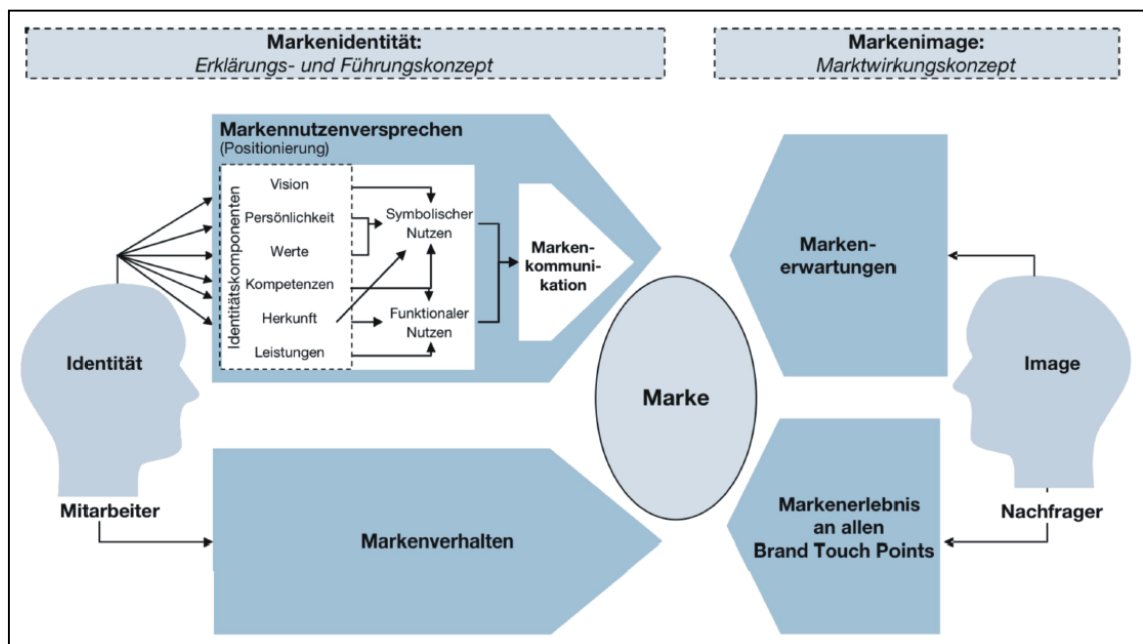 Markenidentität:
Erklärungs- und Führungskonzept
Markenimage:
Marktwirkungskonzept
Markennutzenversprechen
(Positionierung)
Identitätskomponenten
Vision
Persönlichkeit
Werte
Kompetenzen
Herkunft
Leistungen
Symbolischer
Nutzen
Funktionaler
Nutzen
Marken-
kommuni-
kation
Marken-
erwartungen
Identität
Image
Marke
Mitarbeiter
Markenverhalten
Markenerlebnis
an allen
Brand Touch Points
Nachfrager